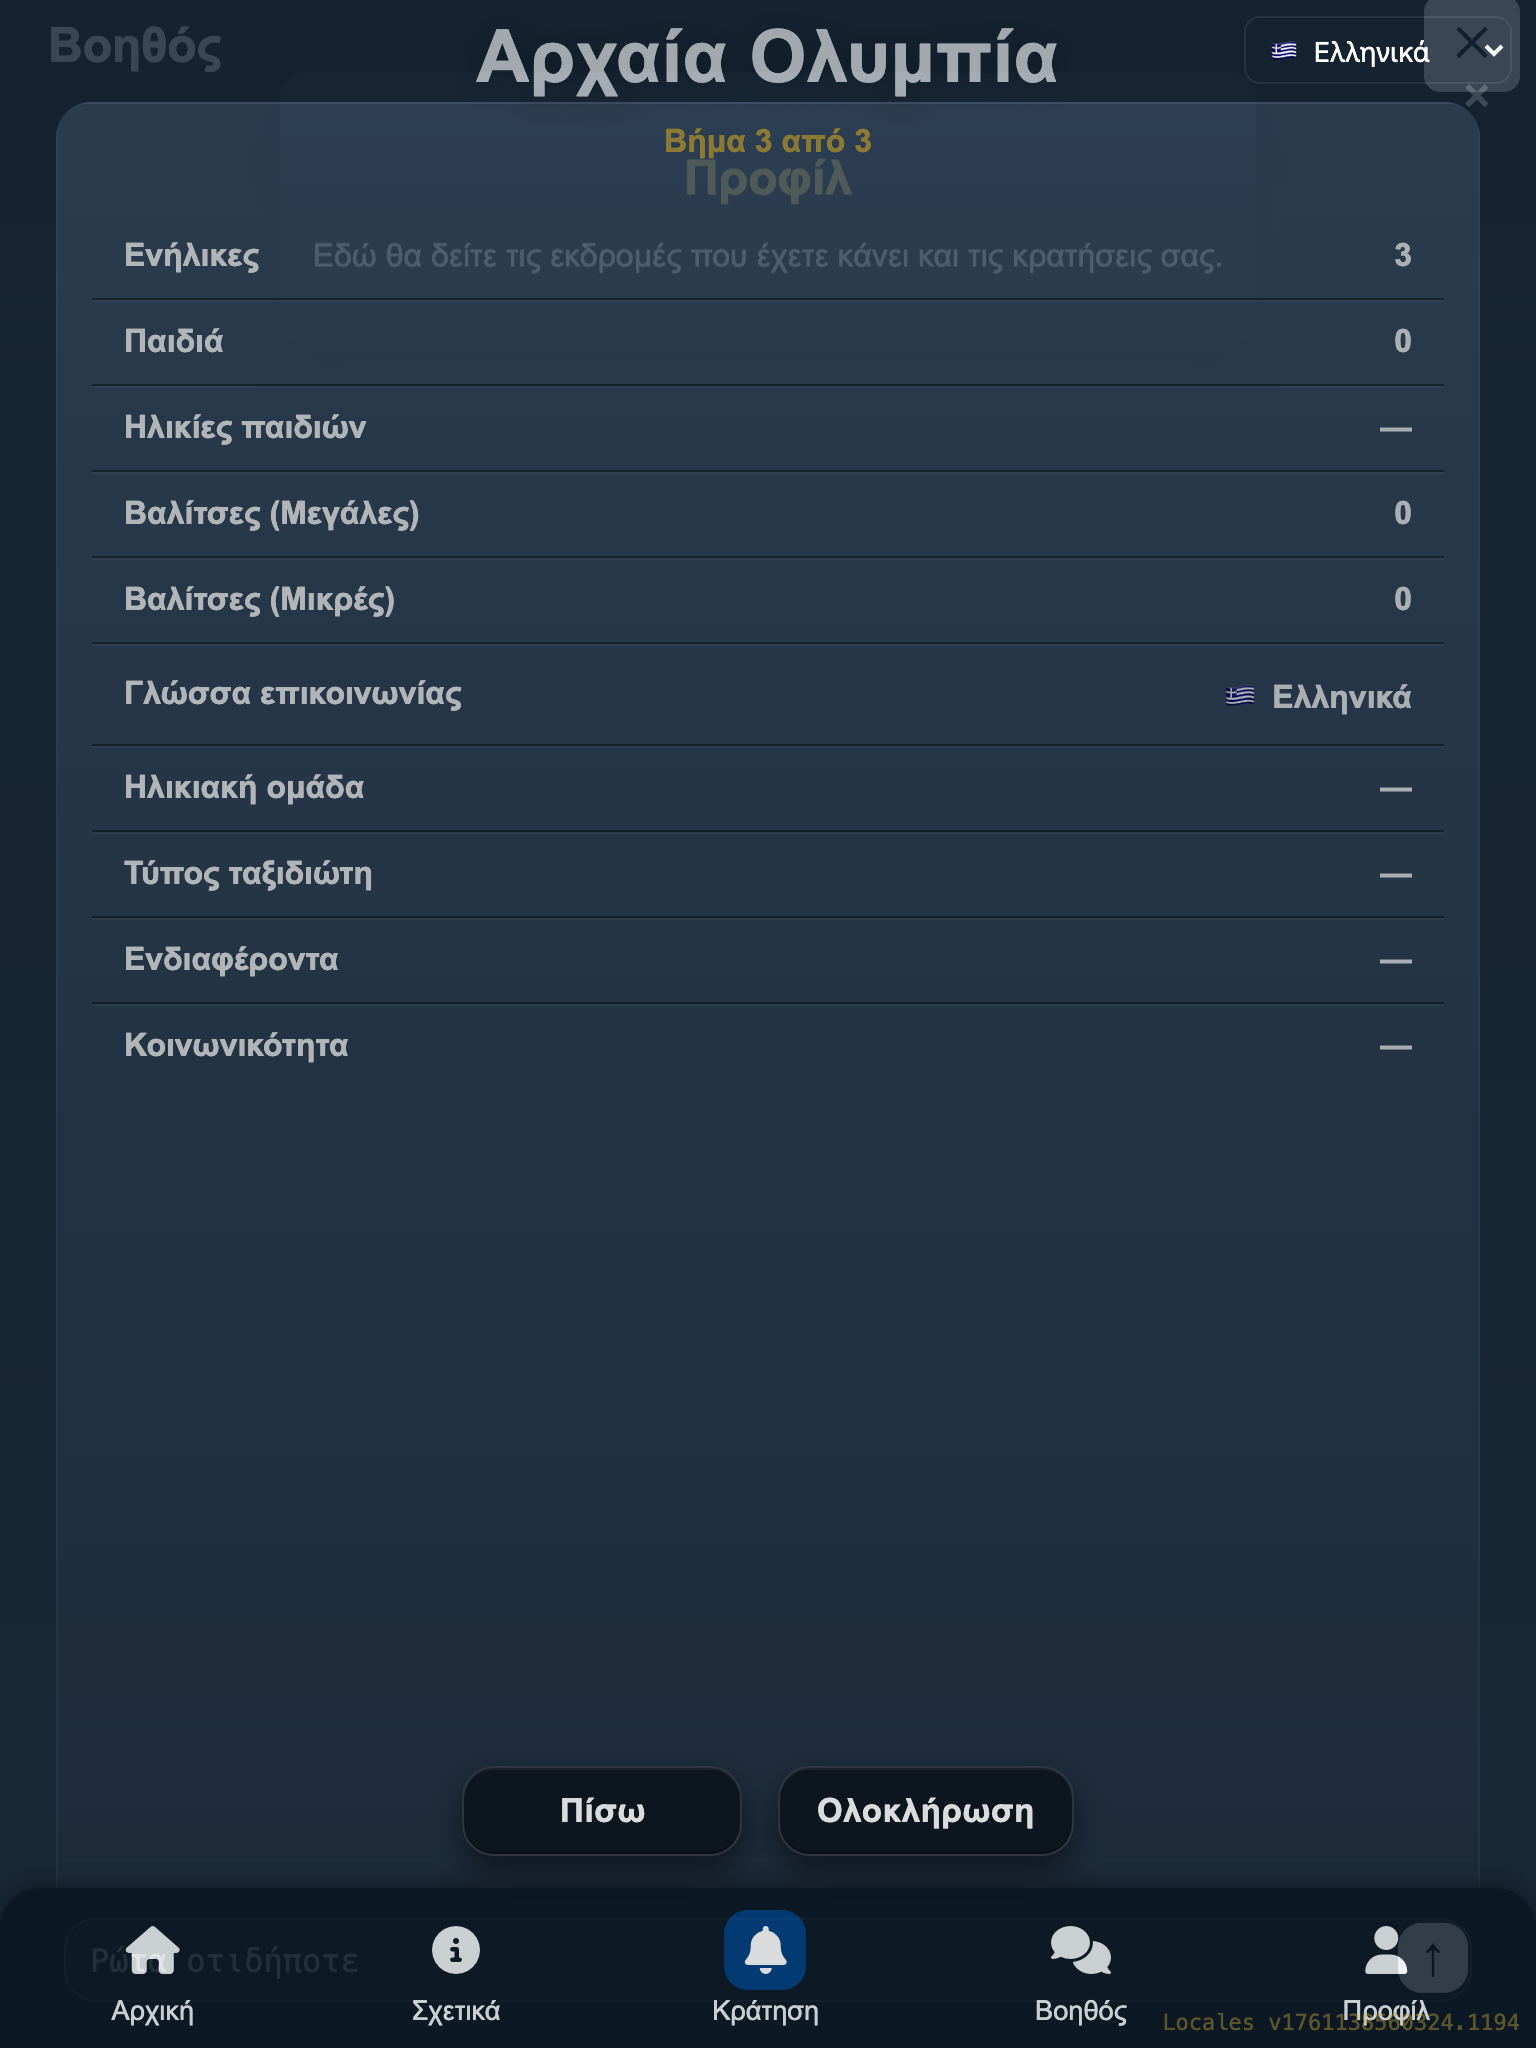 Βοηθός
Αρχαία Ολυμπία
Ελληνικά
Βήμα 3 από 3
Προφίλ
Ενήλικες 3
Εδώ θα δείτε τις εκδρομές που έχετε κάνει και τις κρατήσεις σας.
Παιδιά 0
Ηλικίες παιδιών —
Βαλίτσες (Μεγάλες) 0
Βαλίτσες (Μικρές) 0
Γλώσσα επικοινωνίας Ελληνικά
Ηλικιακή ομάδα —
Τύπος ταξιδιώτη —
Ενδιαφέροντα —
Κοινωνικότητα —
Πίσω Ολοκλήρωση
Ρώτα οτιδήποτε
Αρχική Σχετικά Κράτηση Βοηθός Προφίλ
Locales v1761138560324.1194